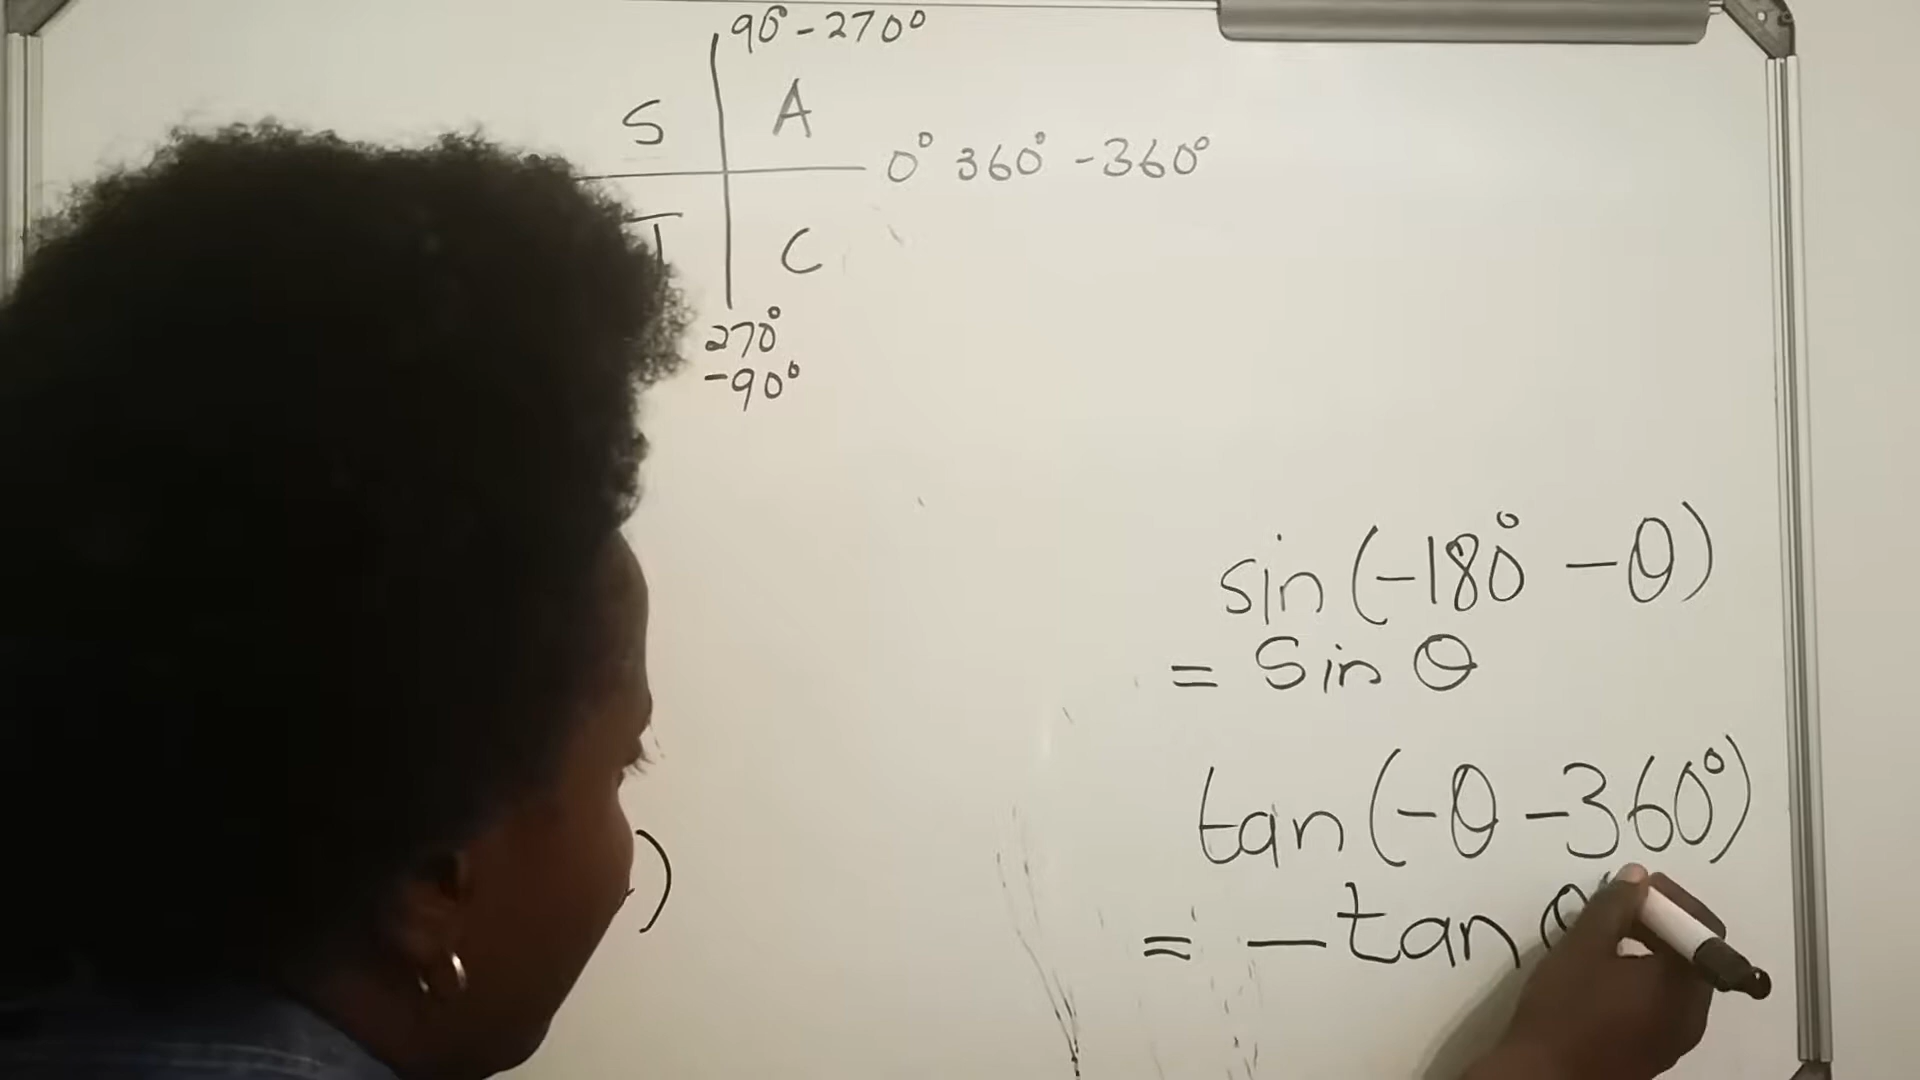 90° -270°
S A
0° 360° -360°
T C
270°
-90°
sin(-180° -θ)
= Sin θ
tan(-θ -360°)
= -tan θ
)